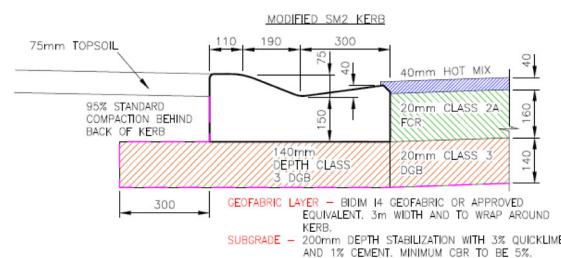 MODIFIED SM2 KERB
110 190 300
75mm TOPSOIL
75
40
40
40mm HOT MIX
95% STANDARD
COMPACTION BEHIND
BACK OF KERB
150
20mm CLASS 2A
FCR
160
140mm
DEPTH CLASS
3 DGB
20mm CLASS 3
DGB
140
300
GEOFABRIC LAYER – BIDIM I4 GEOFABRIC OR APPROVED
EQUIVALENT. 3m WIDTH AND TO WRAP AROUND
KERB.
SUBGRADE – 200mm DEPTH STABILIZATION WITH 3% QUICKLIME
AND 1% CEMENT. MINIMUM CBR TO BE 5%.